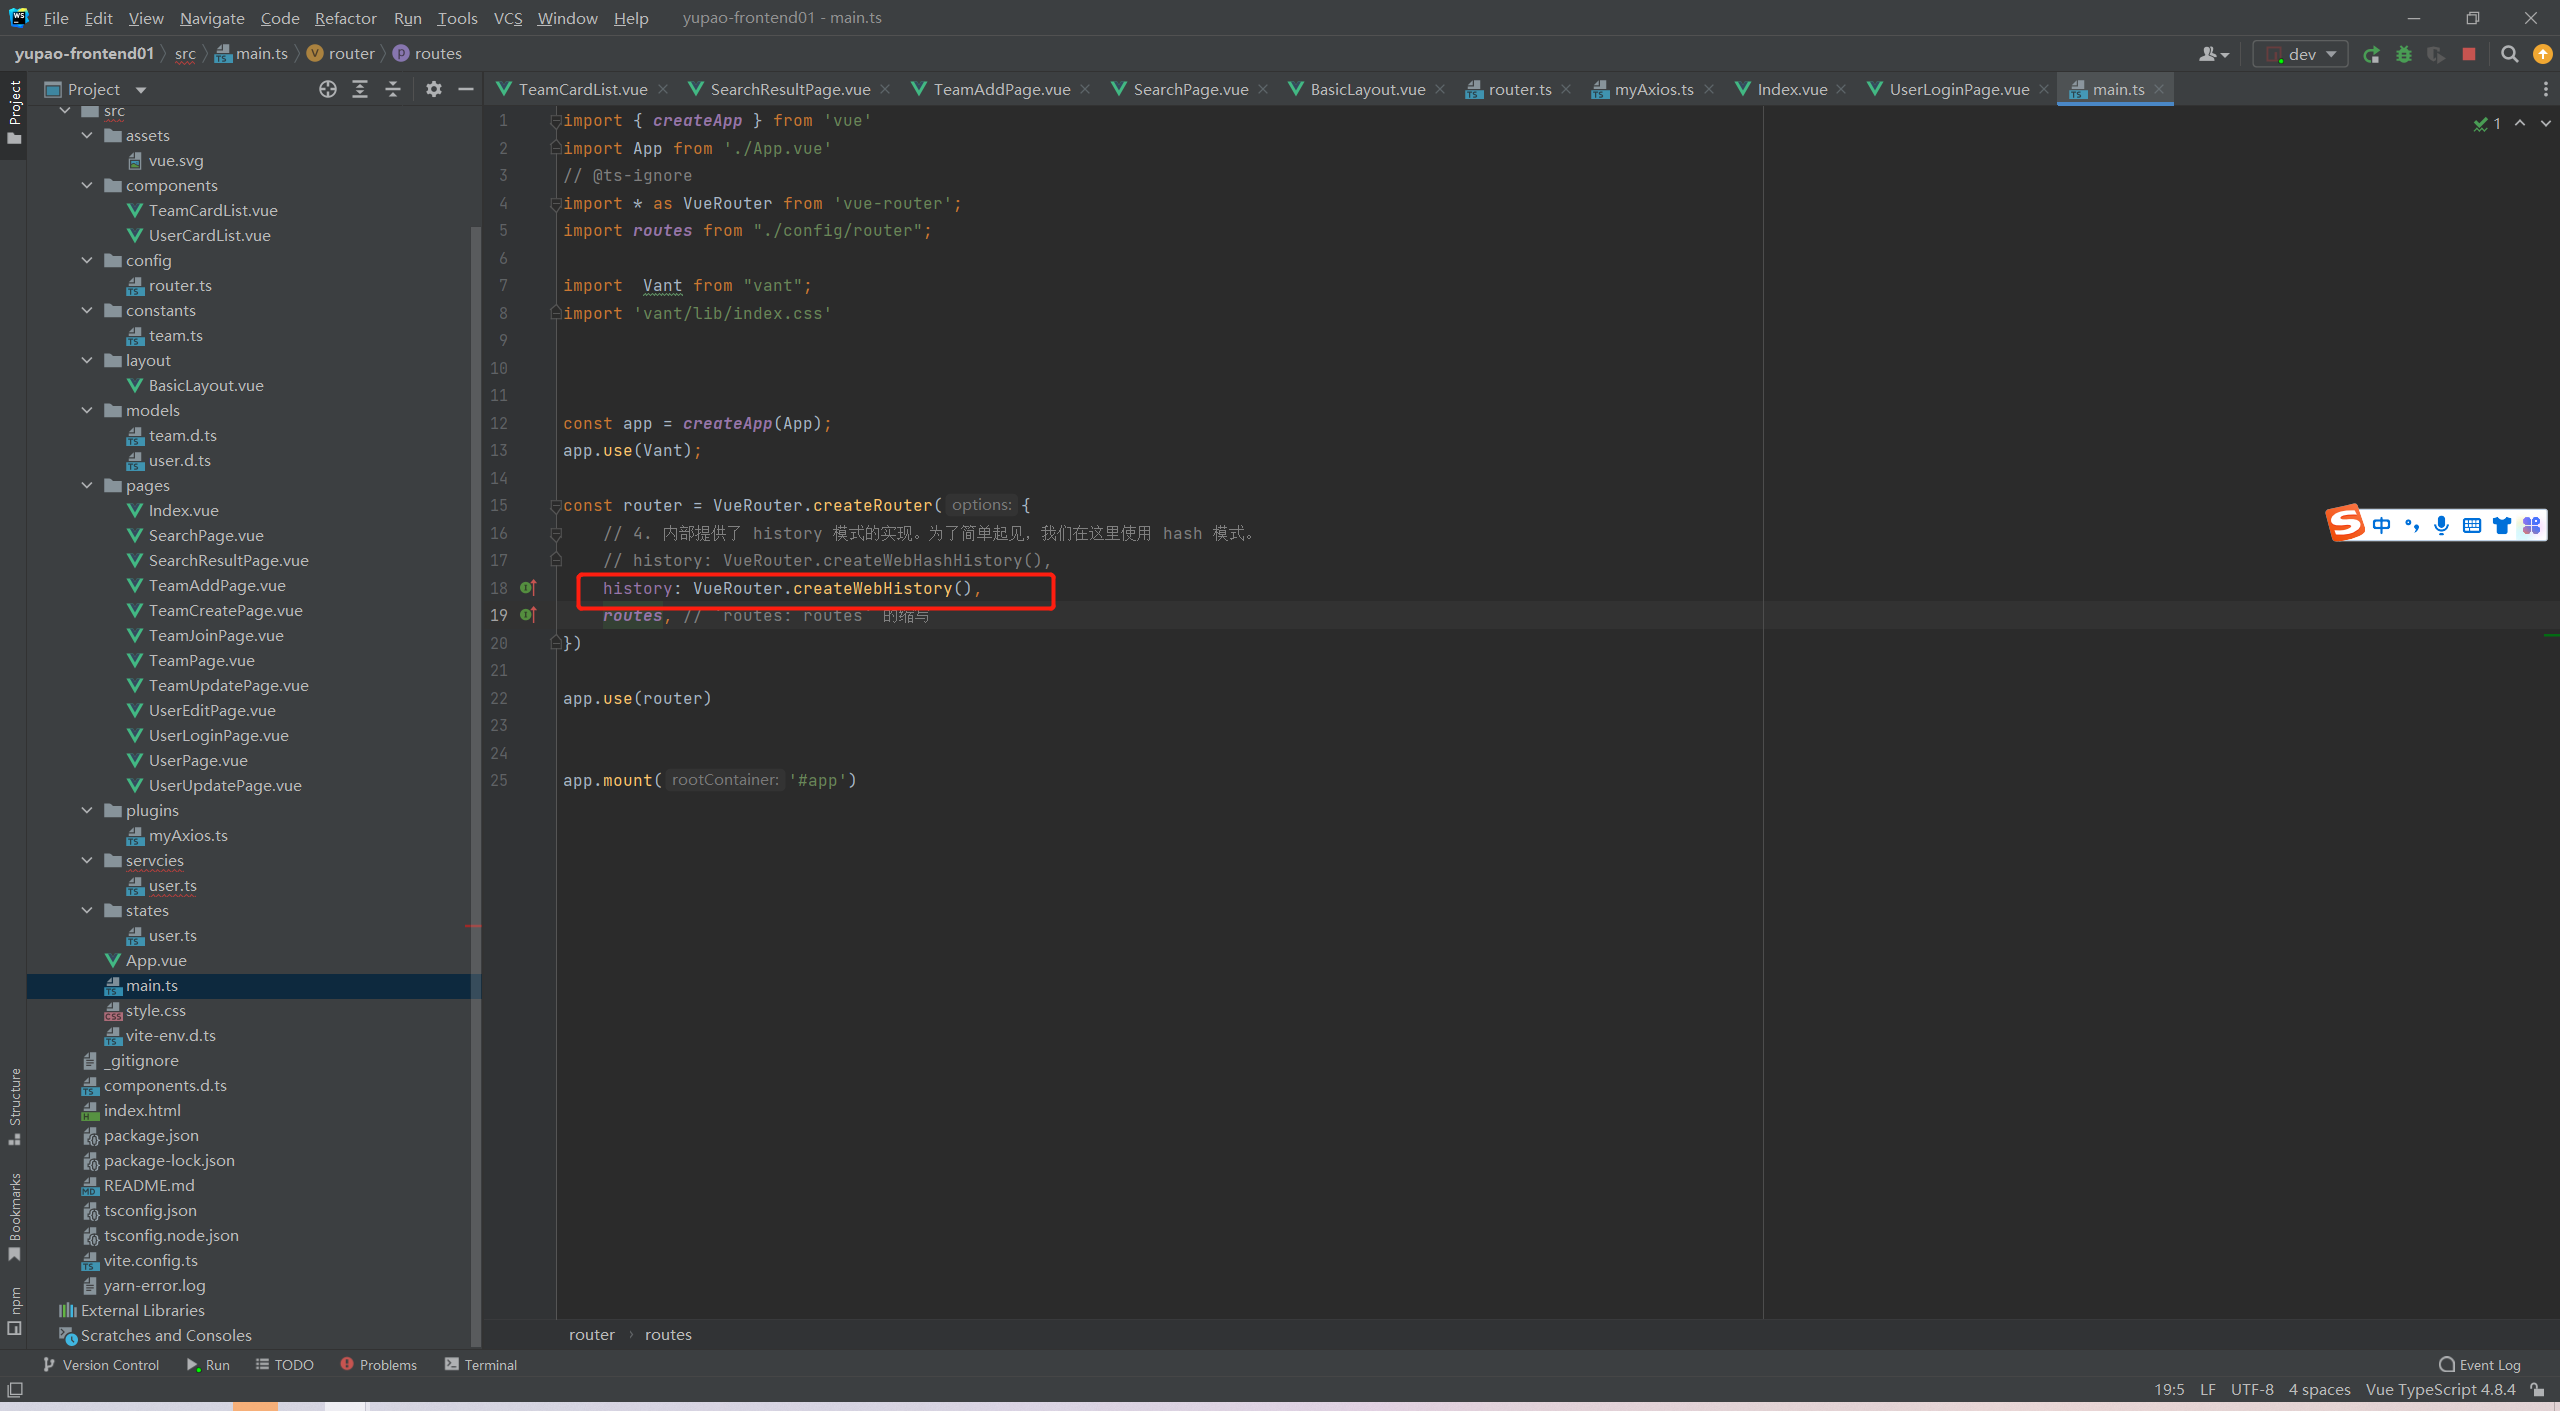 File Edit View Navigate Code Refactor Run Tools VCS Window Help yupao-frontend01 - main.ts
yupao-frontend01 src main.ts router routes
dev
Project
TeamCardList.vue SearchResultPage.vue TeamAddPage.vue SearchPage.vue BasicLayout.vue router.ts myAxios.ts Index.vue UserLoginPage.vue main.ts
Project
src
assets
vue.svg
components
TeamCardList.vue
UserCardList.vue
config
router.ts
constants
team.ts
layout
BasicLayout.vue
models
team.d.ts
user.d.ts
pages
Index.vue
SearchPage.vue
SearchResultPage.vue
TeamAddPage.vue
TeamCreatePage.vue
TeamJoinPage.vue
TeamPage.vue
TeamUpdatePage.vue
UserEditPage.vue
UserLoginPage.vue
UserPage.vue
UserUpdatePage.vue
plugins
myAxios.ts
servcies
user.ts
states
user.ts
App.vue
main.ts
style.css
vite-env.d.ts
_gitignore
components.d.ts
index.html
package.json
package-lock.json
README.md
tsconfig.json
tsconfig.node.json
vite.config.ts
yarn-error.log
External Libraries
Scratches and Consoles
Structure
Bookmarks
npm
1 import { createApp } from 'vue'
2 import App from './App.vue'
3 // @ts-ignore
4 import * as VueRouter from 'vue-router';
5 import routes from "./config/router";
6
7 import  Vant from "vant";
8 import 'vant/lib/index.css'
9
10
11
12 const app = createApp(App);
13 app.use(Vant);
14
15 const router = VueRouter.createRouter( options: {
16 // 4. 内部提供了 history 模式的实现。为了简单起见，我们在这里使用 hash 模式。
17 // history: VueRouter.createWebHashHistory(),
18 history: VueRouter.createWebHistory(),
19 routes, // `routes: routes` 的缩写
20 })
21
22 app.use(router)
23
24
25 app.mount( rootContainer: '#app')
1
中
router routes
Version Control Run TODO Problems Terminal Event Log
19:5 LF UTF-8 4 spaces Vue TypeScript 4.8.4